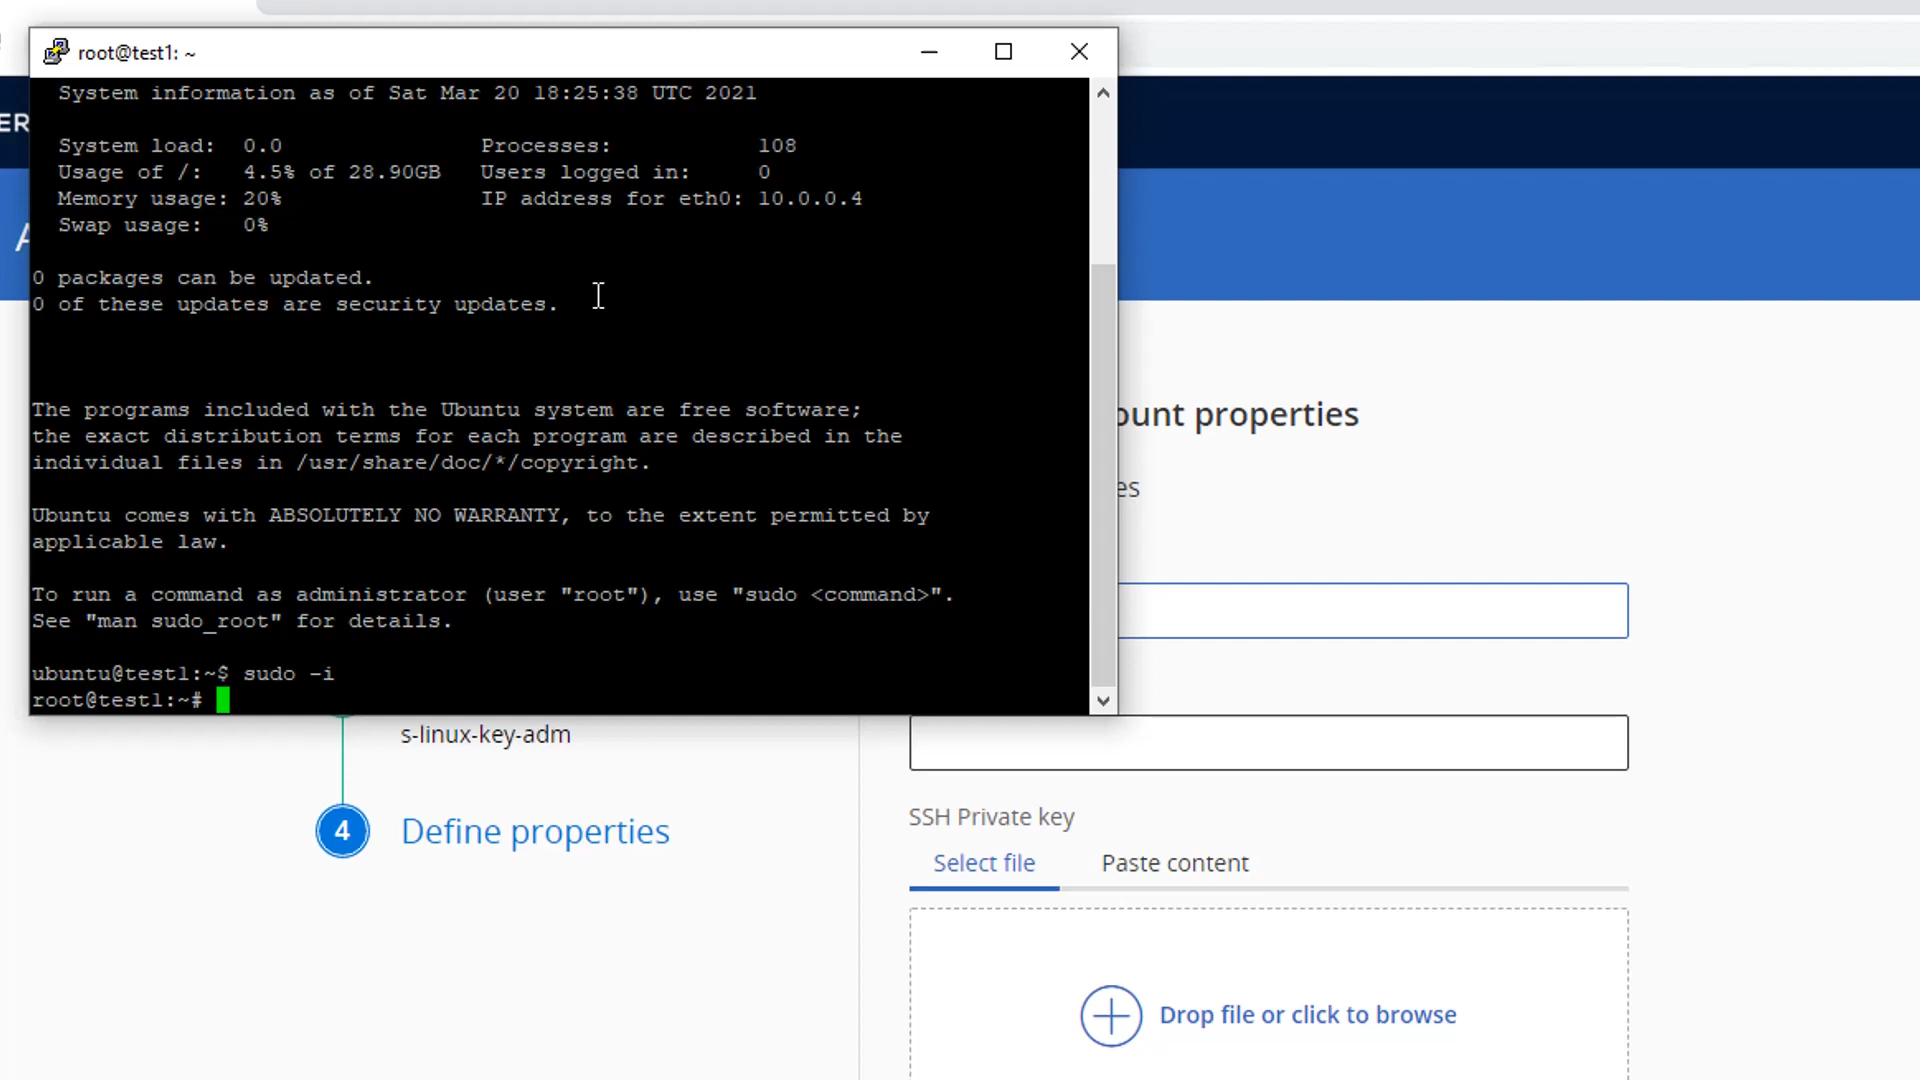 root@test1: ~
ER
System information as of Sat Mar 20 18:25:38 UTC 2021
System load: 0.0 Processes: 108
Usage of /: 4.5% of 28.90GB Users logged in: 0
Memory usage: 20% IP address for eth0: 10.0.0.4
Swap usage: 0%
0 packages can be updated.
0 of these updates are security updates.
The programs included with the Ubuntu system are free software;
the exact distribution terms for each program are described in the
individual files in /usr/share/doc/*/copyright.
Ubuntu comes with ABSOLUTELY NO WARRANTY, to the extent permitted by
applicable law.
To run a command as administrator (user "root"), use "sudo <command>".
See "man sudo_root" for details.
ubuntu@test1:~$ sudo -i
root@test1:~#
ount properties
es
s-linux-key-adm
4 Define properties
SSH Private key
Select file Paste content
Drop file or click to browse